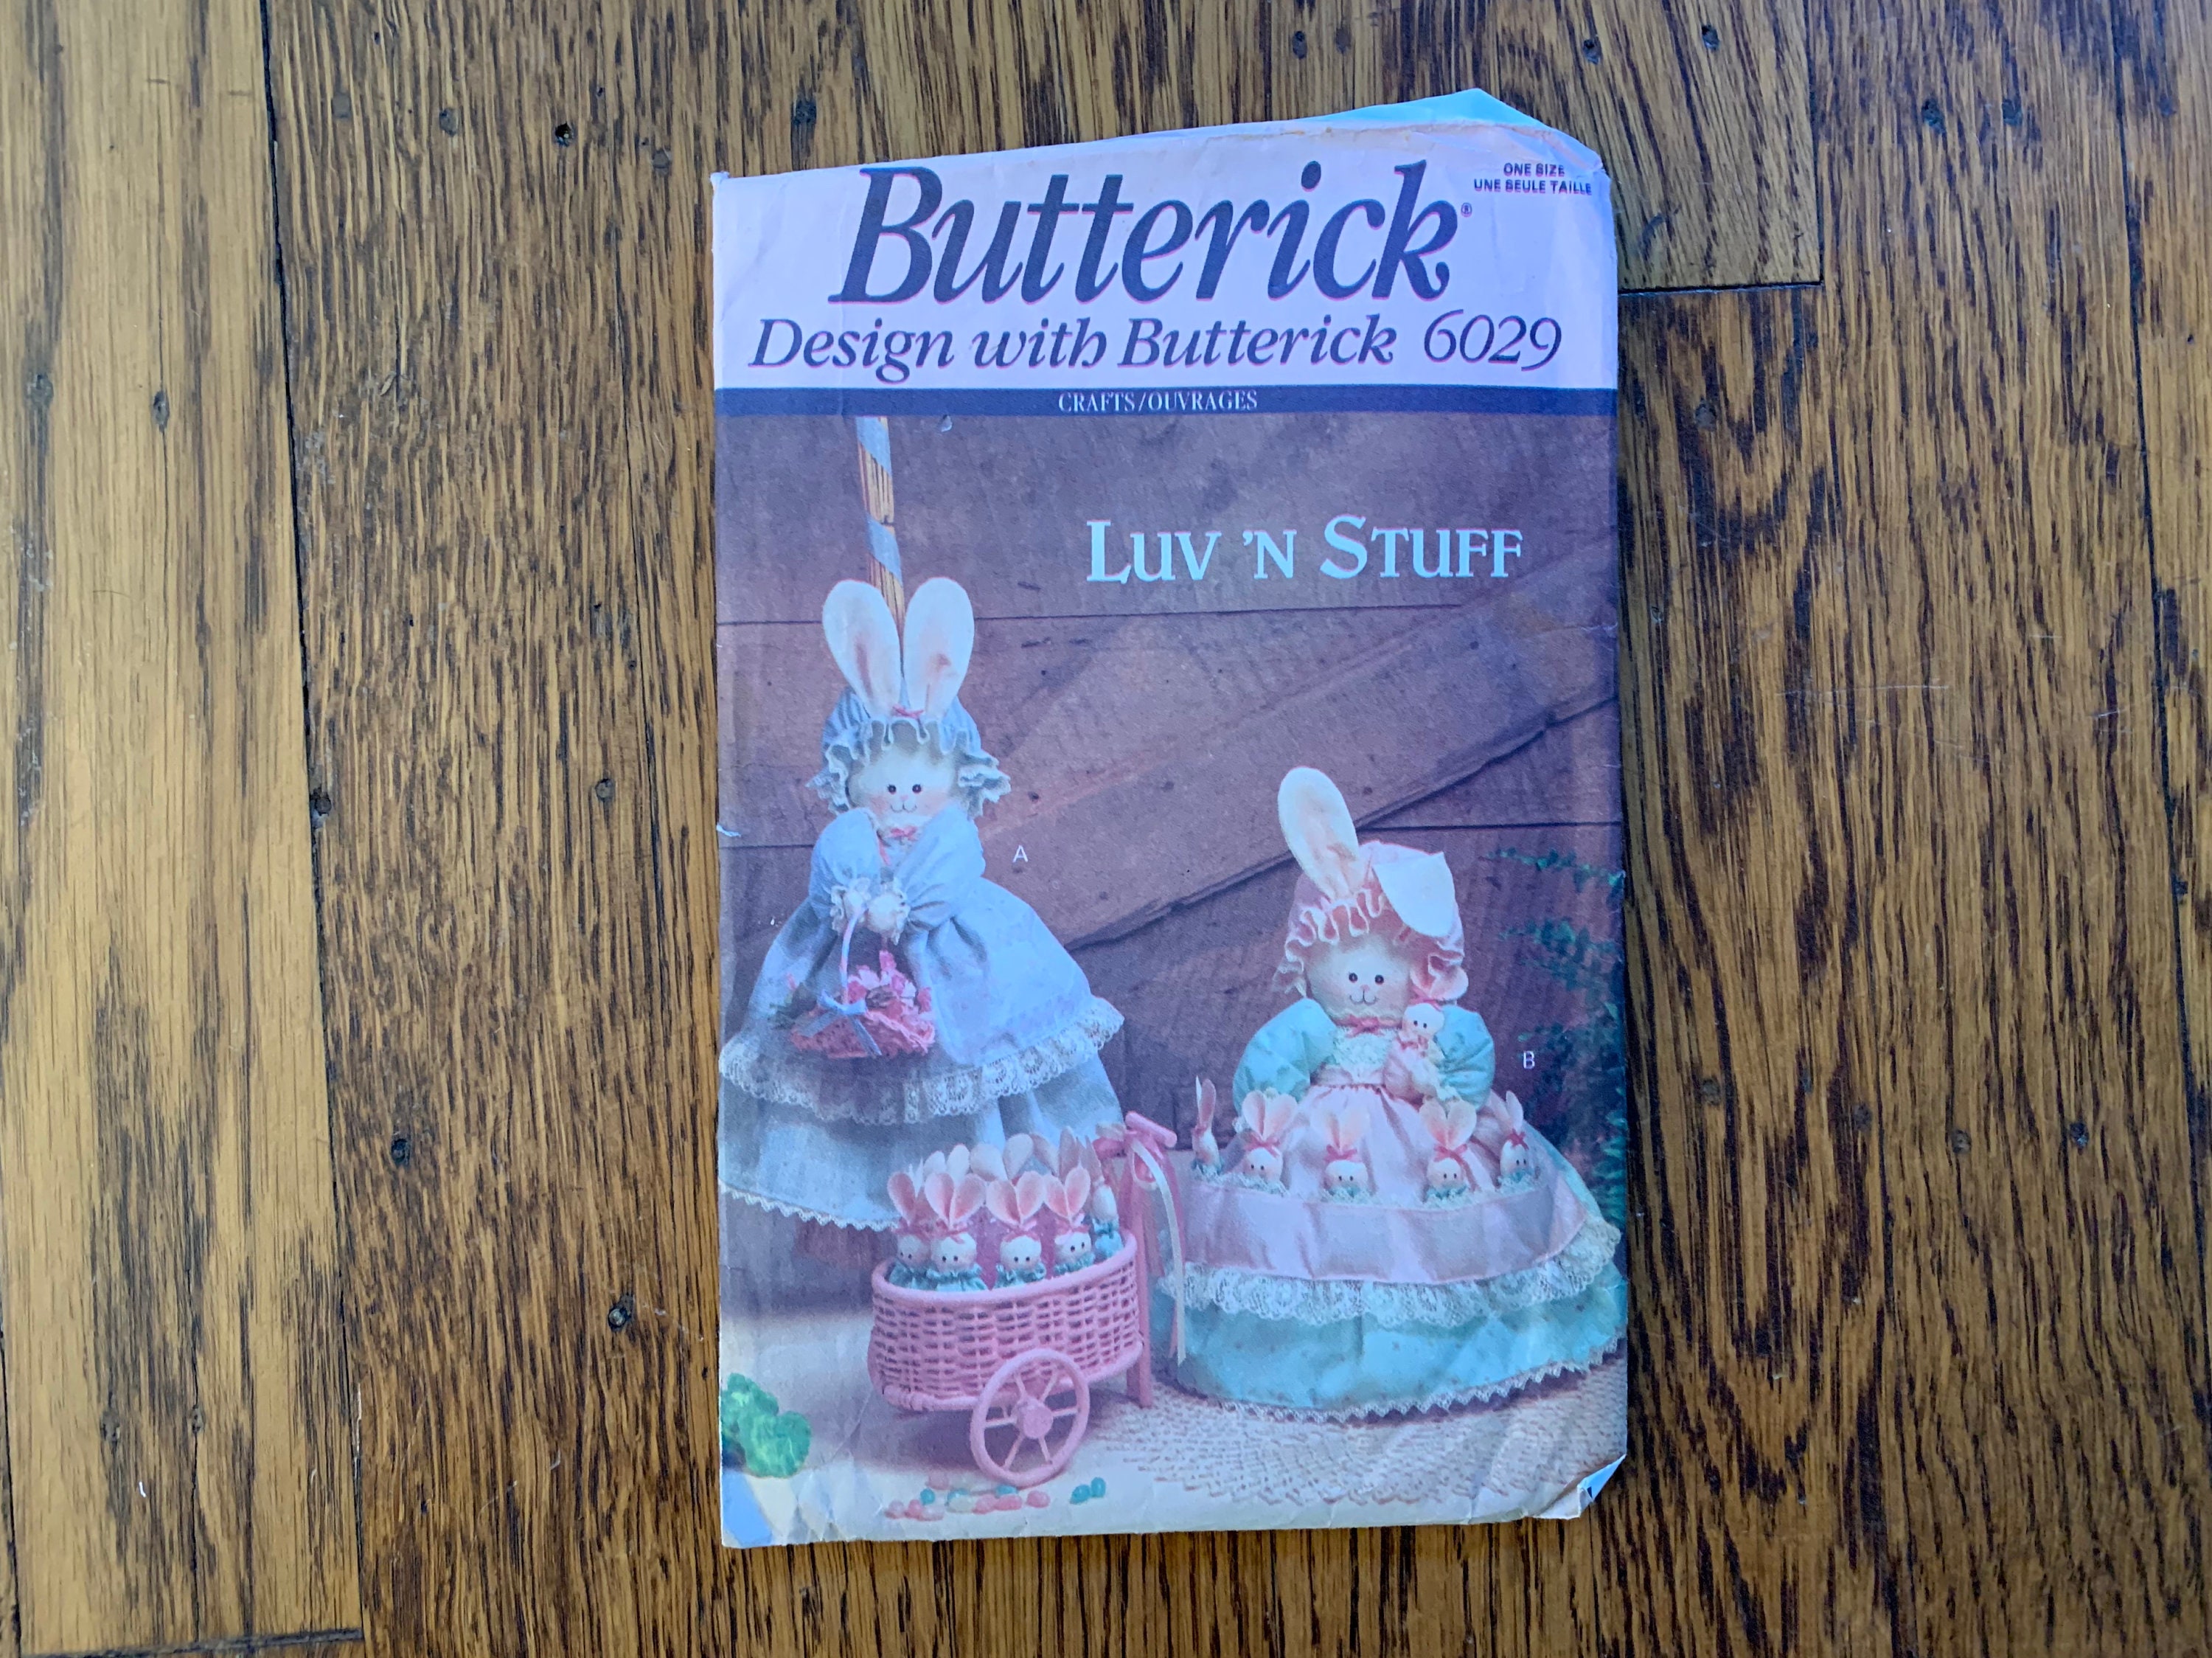 Butterick®
ONE SIZE
UNE SEULE TAILLE
Design with Butterick 6029
CRAFTS/OUVRAGES
LUV 'N STUFF
A
B